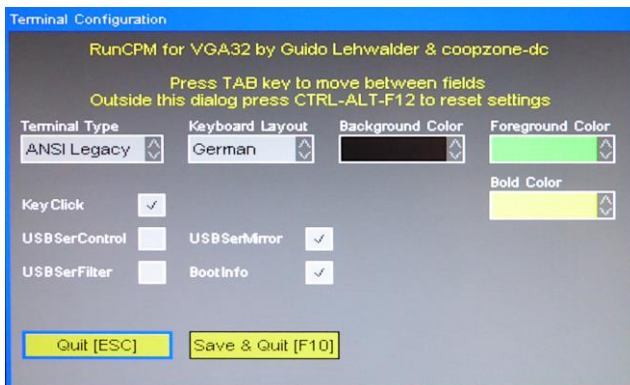 Terminal Configuration
RunCPM for VGA32 by Guido Lehwalder & coopzone-dc
Press TAB key to move between fields
Outside this dialog press CTRL-ALT-F12 to reset settings
Terminal Type Keyboard Layout Background Color Foreground Color
ANSI Legacy German
Bold Color
KeyClick
USBSerControl USBSerMirror
USBSerFilter BootInfo
Quit [ESC] Save & Quit [F10]